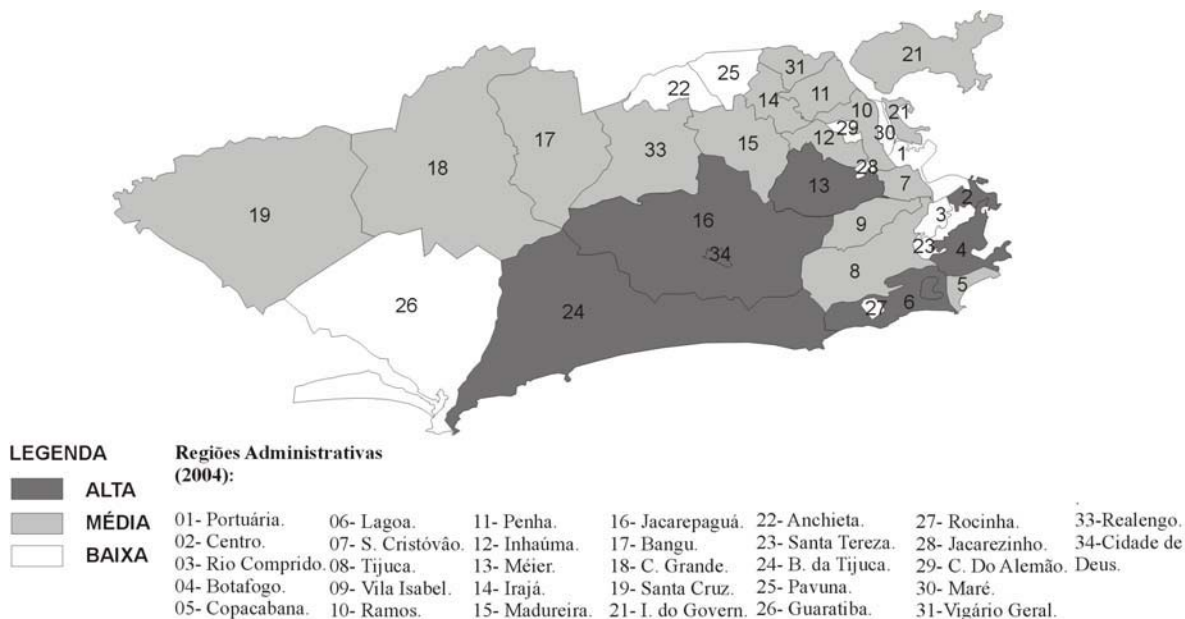 21
31
25
22
11
14
10
21
29
30
12
15
17
33
1
28
18
13
7
2
3
19
16
9
23
4
34
8
5
6
26
27
24
LEGENDA
ALTA
MÉDIA
BAIXA
Regiões Administrativas
(2004):
01- Portuária.
02- Centro.
03- Rio Comprido.
04- Botafogo.
05- Copacabana.
06- Lagoa.
07- S. Cristóvâo.
08- Tijuca.
09- Vila Isabel.
10- Ramos.
11- Penha.
12- Inhaúma.
13- Méier.
14- Irajá.
15- Madureira.
16- Jacarepaguá.
17- Bangu.
18- C. Grande.
19- Santa Cruz.
21- I. do Govern.
22- Anchieta.
23- Santa Tereza.
24- B. da Tijuca.
25- Pavuna.
26- Guaratiba.
27- Rocinha.
28- Jacarezinho.
29- C. Do Alemão.
30- Maré.
31-Vigário Geral.
33-Realengo.
34-Cidade de
Deus.